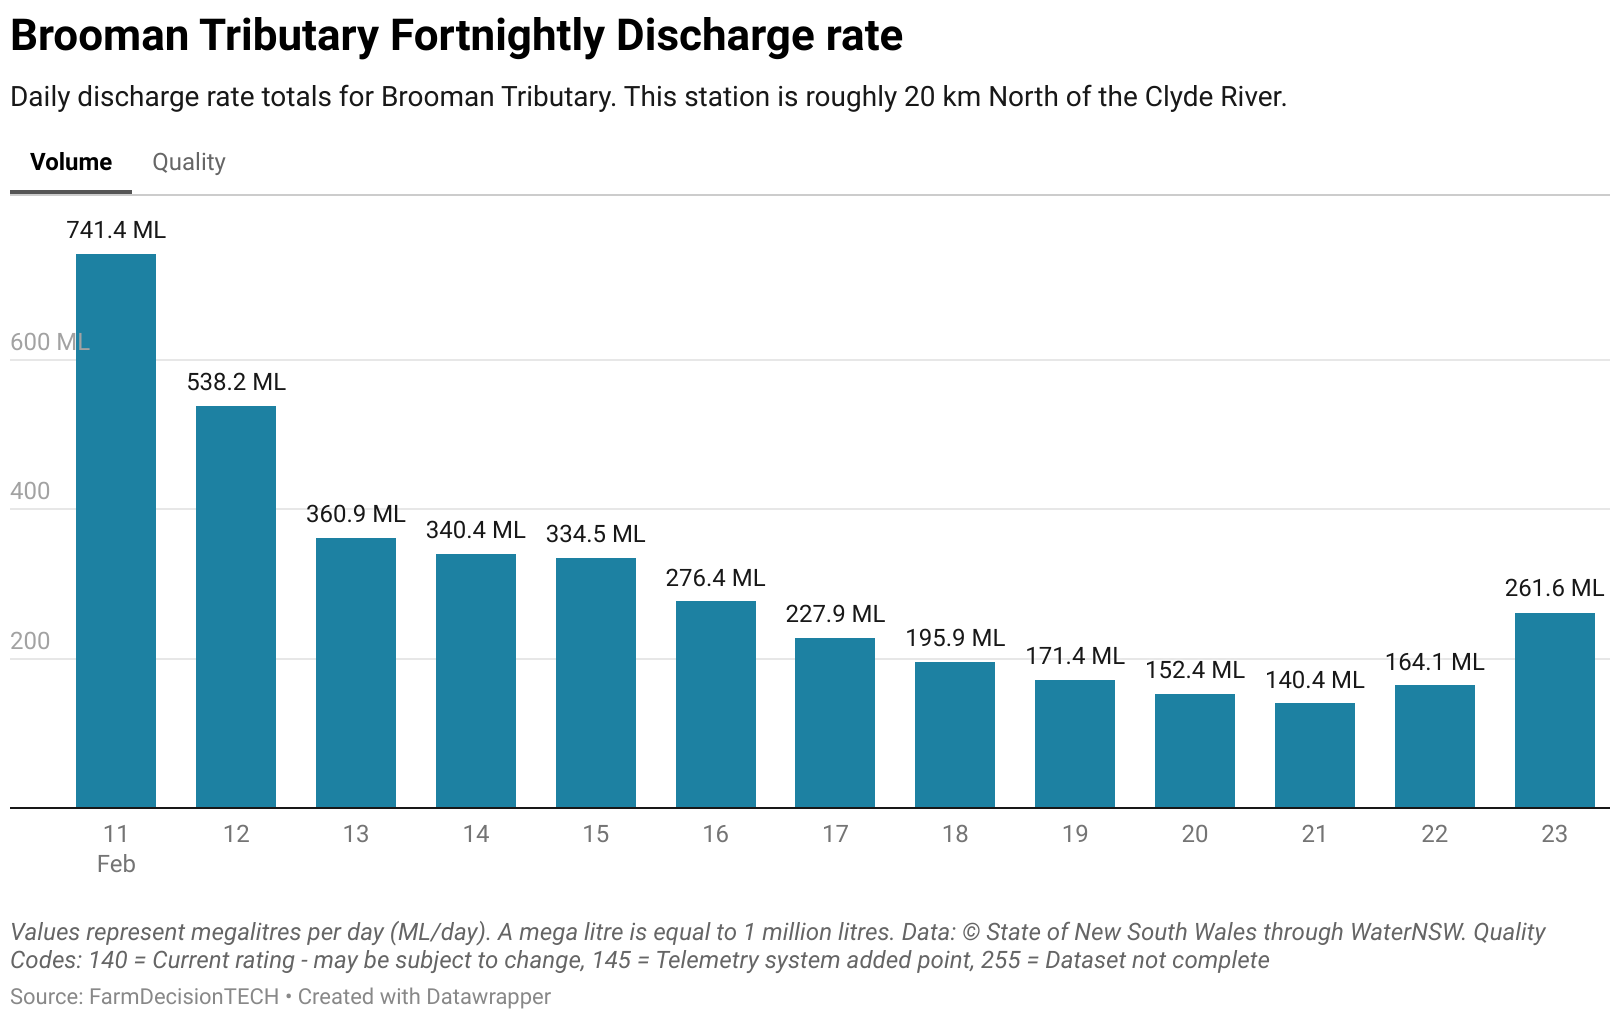 Brooman Tributary Fortnightly Discharge rate
Daily discharge rate totals for Brooman Tributary. This station is roughly 20 km North of the Clyde River.
Volume Quality
741.4 ML
600 ML
538.2 ML
400
360.9 ML
340.4 ML
334.5 ML
276.4 ML
227.9 ML
195.9 ML
171.4 ML
152.4 ML
140.4 ML
164.1 ML
261.6 ML
200
11 12 13 14 15 16 17 18 19 20 21 22 23
Feb
Values represent megalitres per day (ML/day). A mega litre is equal to 1 million litres. Data: © State of New South Wales through WaterNSW. Quality
Codes: 140 = Current rating - may be subject to change, 145 = Telemetry system added point, 255 = Dataset not complete
Source: FarmDecisionTECH • Created with Datawrapper